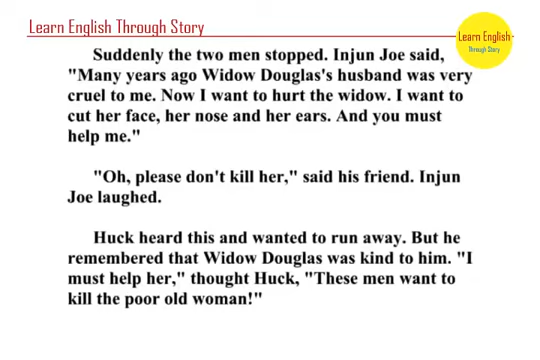 Learn English Through Story
Learn English
Through Story
Suddenly the two men stopped. Injun Joe said,
"Many years ago Widow Douglas's husband was very
cruel to me. Now I want to hurt the widow. I want to
cut her face, her nose and her ears. And you must
help me."
"Oh, please don't kill her," said his friend. Injun
Joe laughed.
Huck heard this and wanted to run away. But he
remembered that Widow Douglas was kind to him. "I
must help her," thought Huck, "These men want to
kill the poor old woman!"